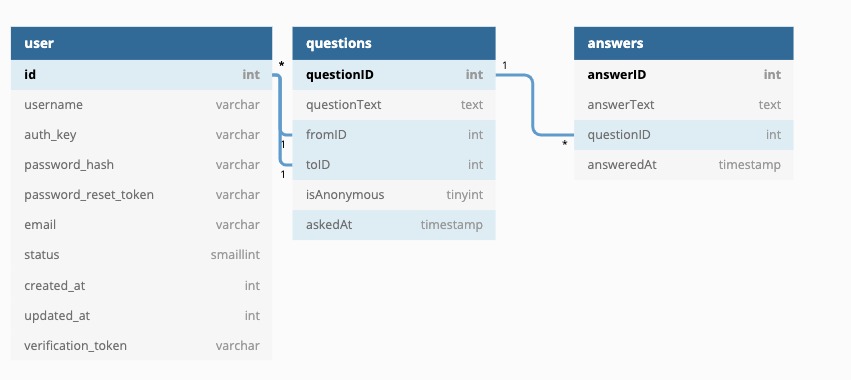 user
id int
username varchar
auth_key varchar
password_hash varchar
password_reset_token varchar
email varchar
status smaillint
created_at int
updated_at int
verification_token varchar
*
1
1
questions
questionID int
questionText text
fromID int
toID int
isAnonymous tinyint
askedAt timestamp
1
*
answers
answerID int
answerText text
questionID int
answeredAt timestamp